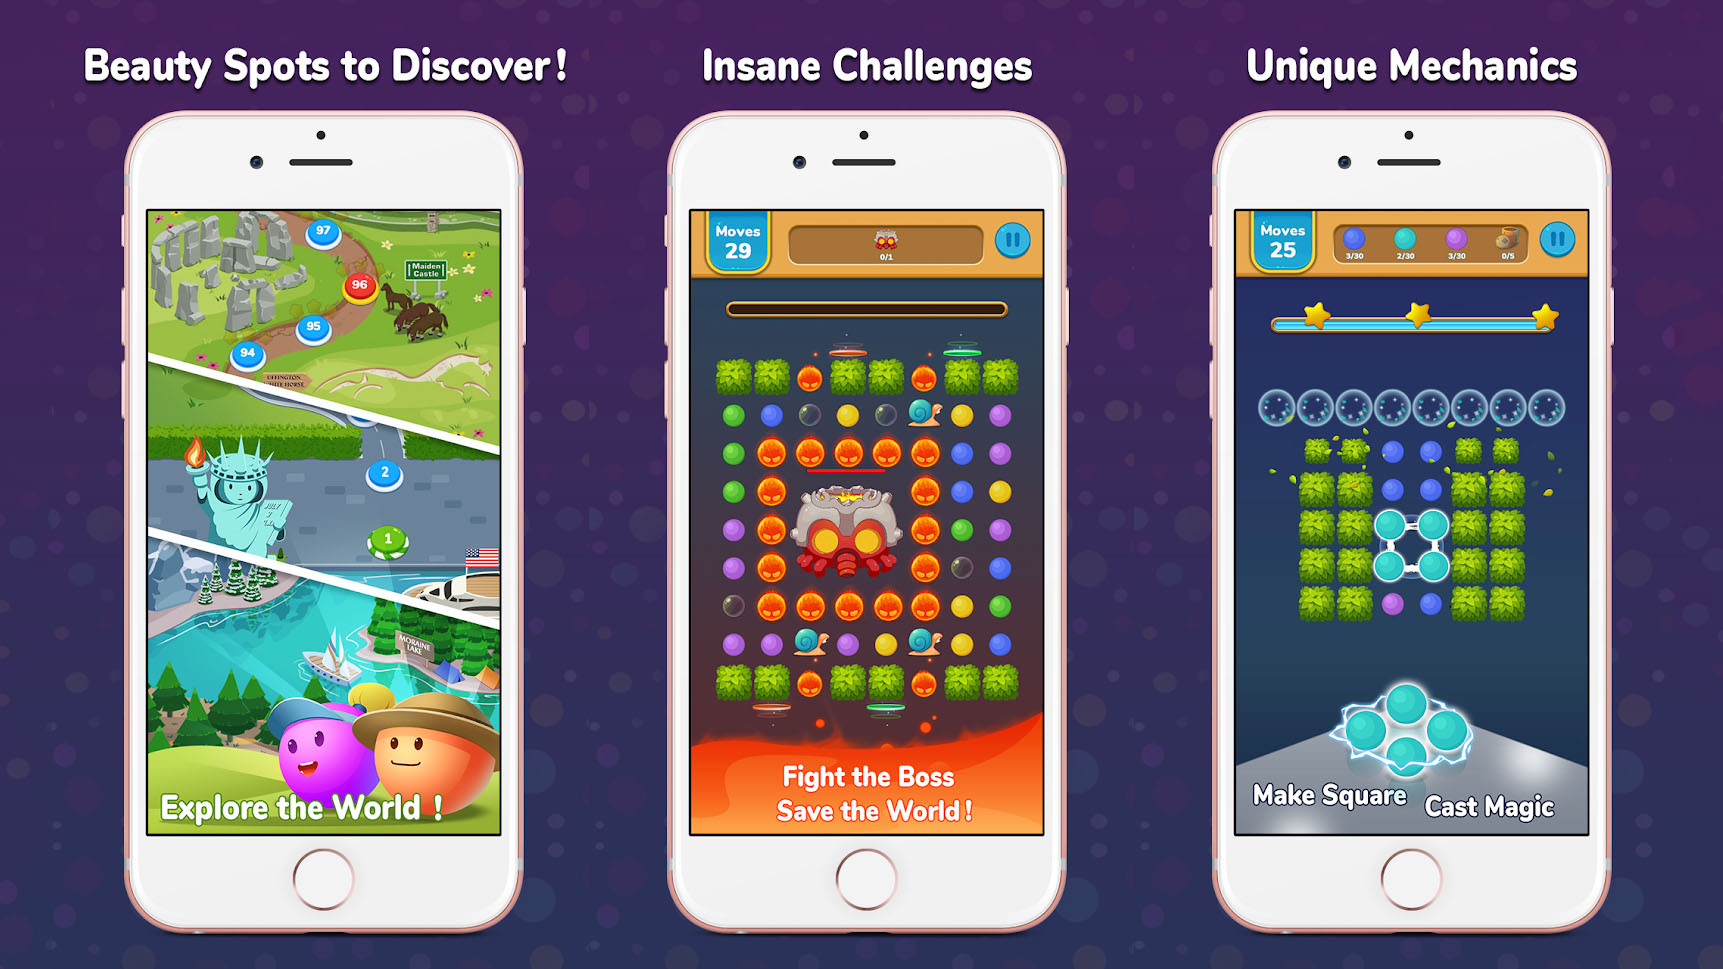 Beauty Spots to Discover!
97
Maiden
Castle
96
95
94
UFFINGTON
WHITE HORSE
2
JULY
1
MORAINE
LAKE
Explore the World !
Insane Challenges
Moves
29
0/1
Fight the Boss
Save the World!
Unique Mechanics
Moves
25
3/30
2/30
3/30
0/5
Make Square
Cast Magic